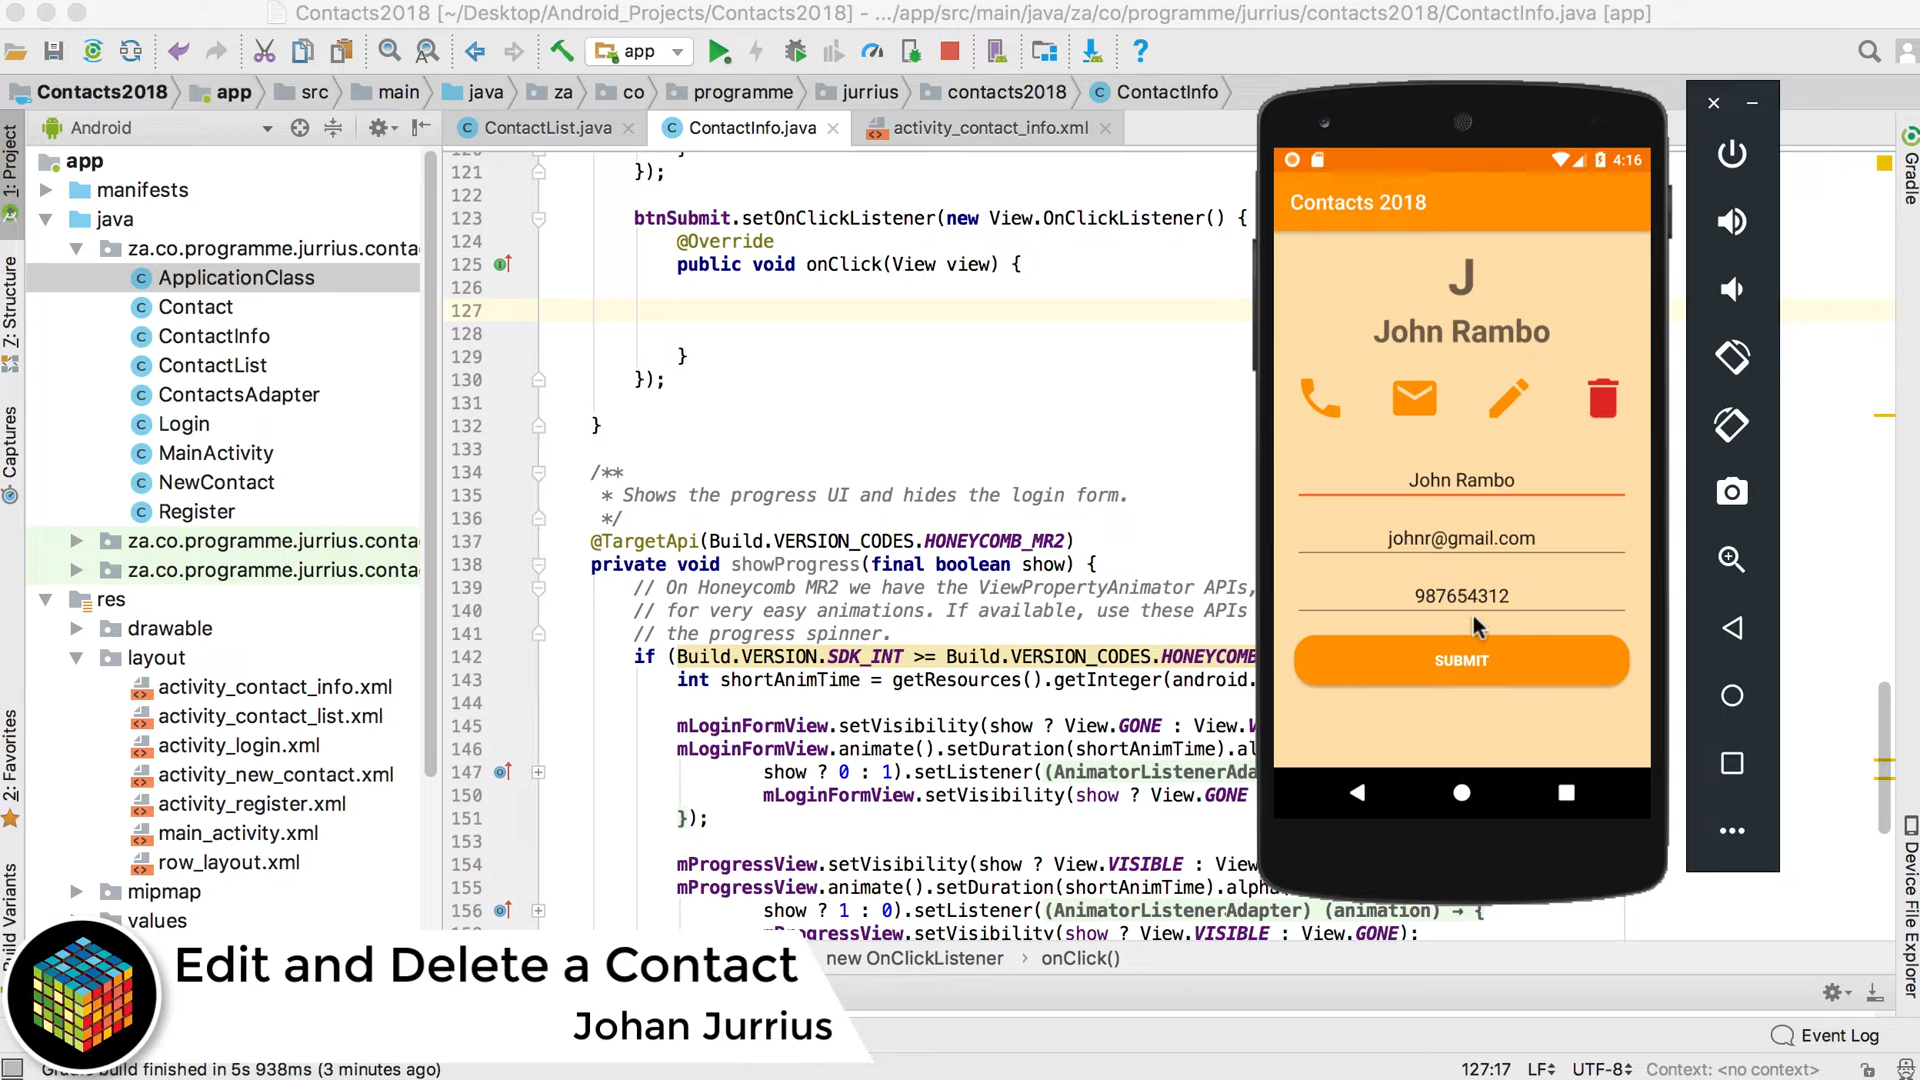 Contacts2018 [~/Desktop/Android_Projects/Contacts2018] – .../app/src/main/java/za/co/programme/jurrius/contacts2018/ContactInfo.java [app]
app
Contacts2018 app src main java za co programme jurrius contacts2018 ContactInfo
Android
ContactList.java ContactInfo.java activity_contact_info.xml
1: Project
Z: Structure
Captures
2: Favorites
Build Variants
app
manifests
java
za.co.programme.jurrius.conta
ApplicationClass
Contact
ContactInfo
ContactList
ContactsAdapter
Login
MainActivity
NewContact
Register
za.co.programme.jurrius.conta
za.co.programme.jurrius.conta
res
drawable
layout
activity_contact_info.xml
activity_contact_list.xml
activity_login.xml
activity_new_contact.xml
activity_register.xml
main_activity.xml
row_layout.xml
mipmap
values
120 }
121 });
122
123 btnSubmit.setOnClickListener(new View.OnClickListener() {
124 @Override
125 public void onClick(View view) {
126
127
128
129 }
130 });
131
132 }
133
134 /**
135 * Shows the progress UI and hides the login form.
136 */
137 @TargetApi(Build.VERSION_CODES.HONEYCOMB_MR2)
138 private void showProgress(final boolean show) {
139 // On Honeycomb MR2 we have the ViewPropertyAnimator APIs,
140 // for very easy animations. If available, use these APIs
141 // the progress spinner.
142 if (Build.VERSION.SDK_INT >= Build.VERSION_CODES.HONEYCOMB
143 int shortAnimTime = getResources().getInteger(android.
144
145 mLoginFormView.setVisibility(show ? View.GONE : View.V
146 mLoginFormView.animate().setDuration(shortAnimTime).al
147 show ? 0 : 1).setListener((AnimatorListenerAda
150 mLoginFormView.setVisibility(show ? View.GONE
151 });
153
154 mProgressView.setVisibility(show ? View.VISIBLE : View
155 mProgressView.animate().setDuration(shortAnimTime).alpha
156 show ? 1 : 0).setListener((AnimatorListenerAdapter) (animation) → {
mProgressView.setVisibility(show ? View.VISIBLE : View.GONE);
4:16
Contacts 2018
J
John Rambo
John Rambo
johnr@gmail.com
987654312
SUBMIT
Gradle
Device File Explorer
new OnClickListener › onClick()
Edit and Delete a Contact
Johan Jurrius
Event Log
Gradle build finished in 5s 938ms (3 minutes ago)
127:17 LF UTF-8 Context: <no context>